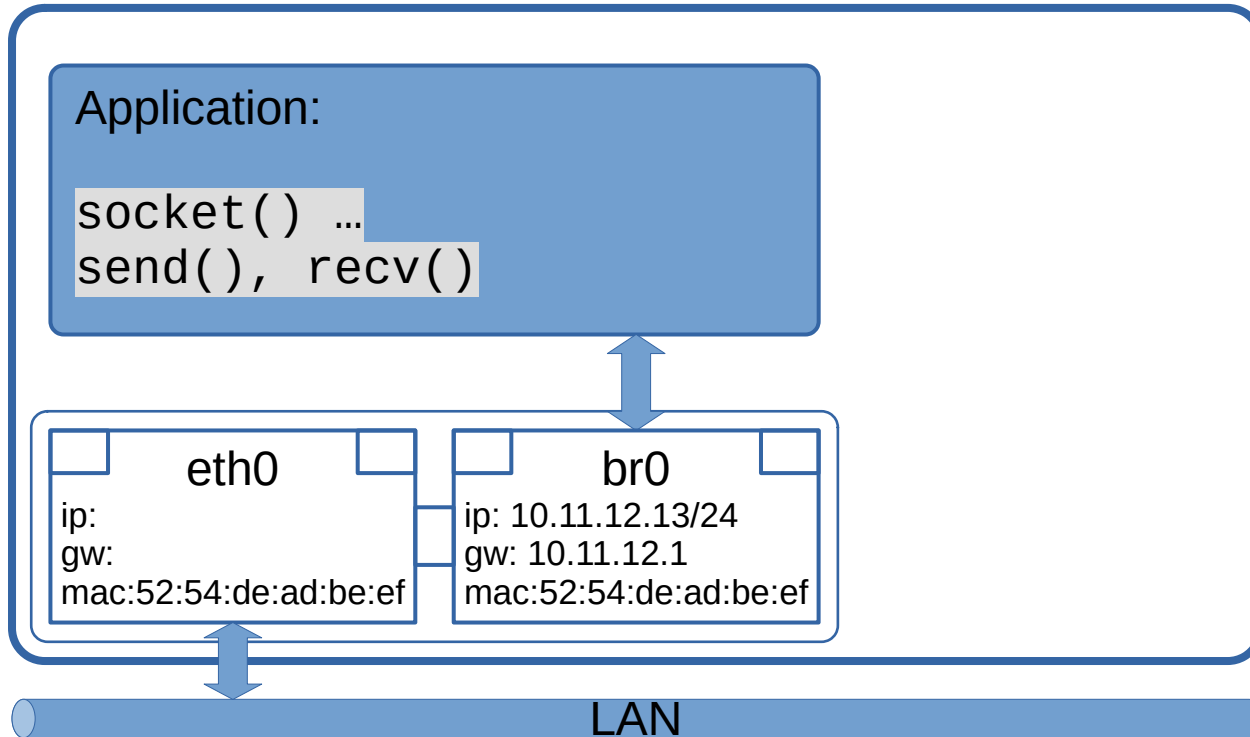 Application:
socket() …
send(), recv()
eth0
ip:
gw:
mac:52:54:de:ad:be:ef
br0
ip: 10.11.12.13/24
gw: 10.11.12.1
mac:52:54:de:ad:be:ef
LAN